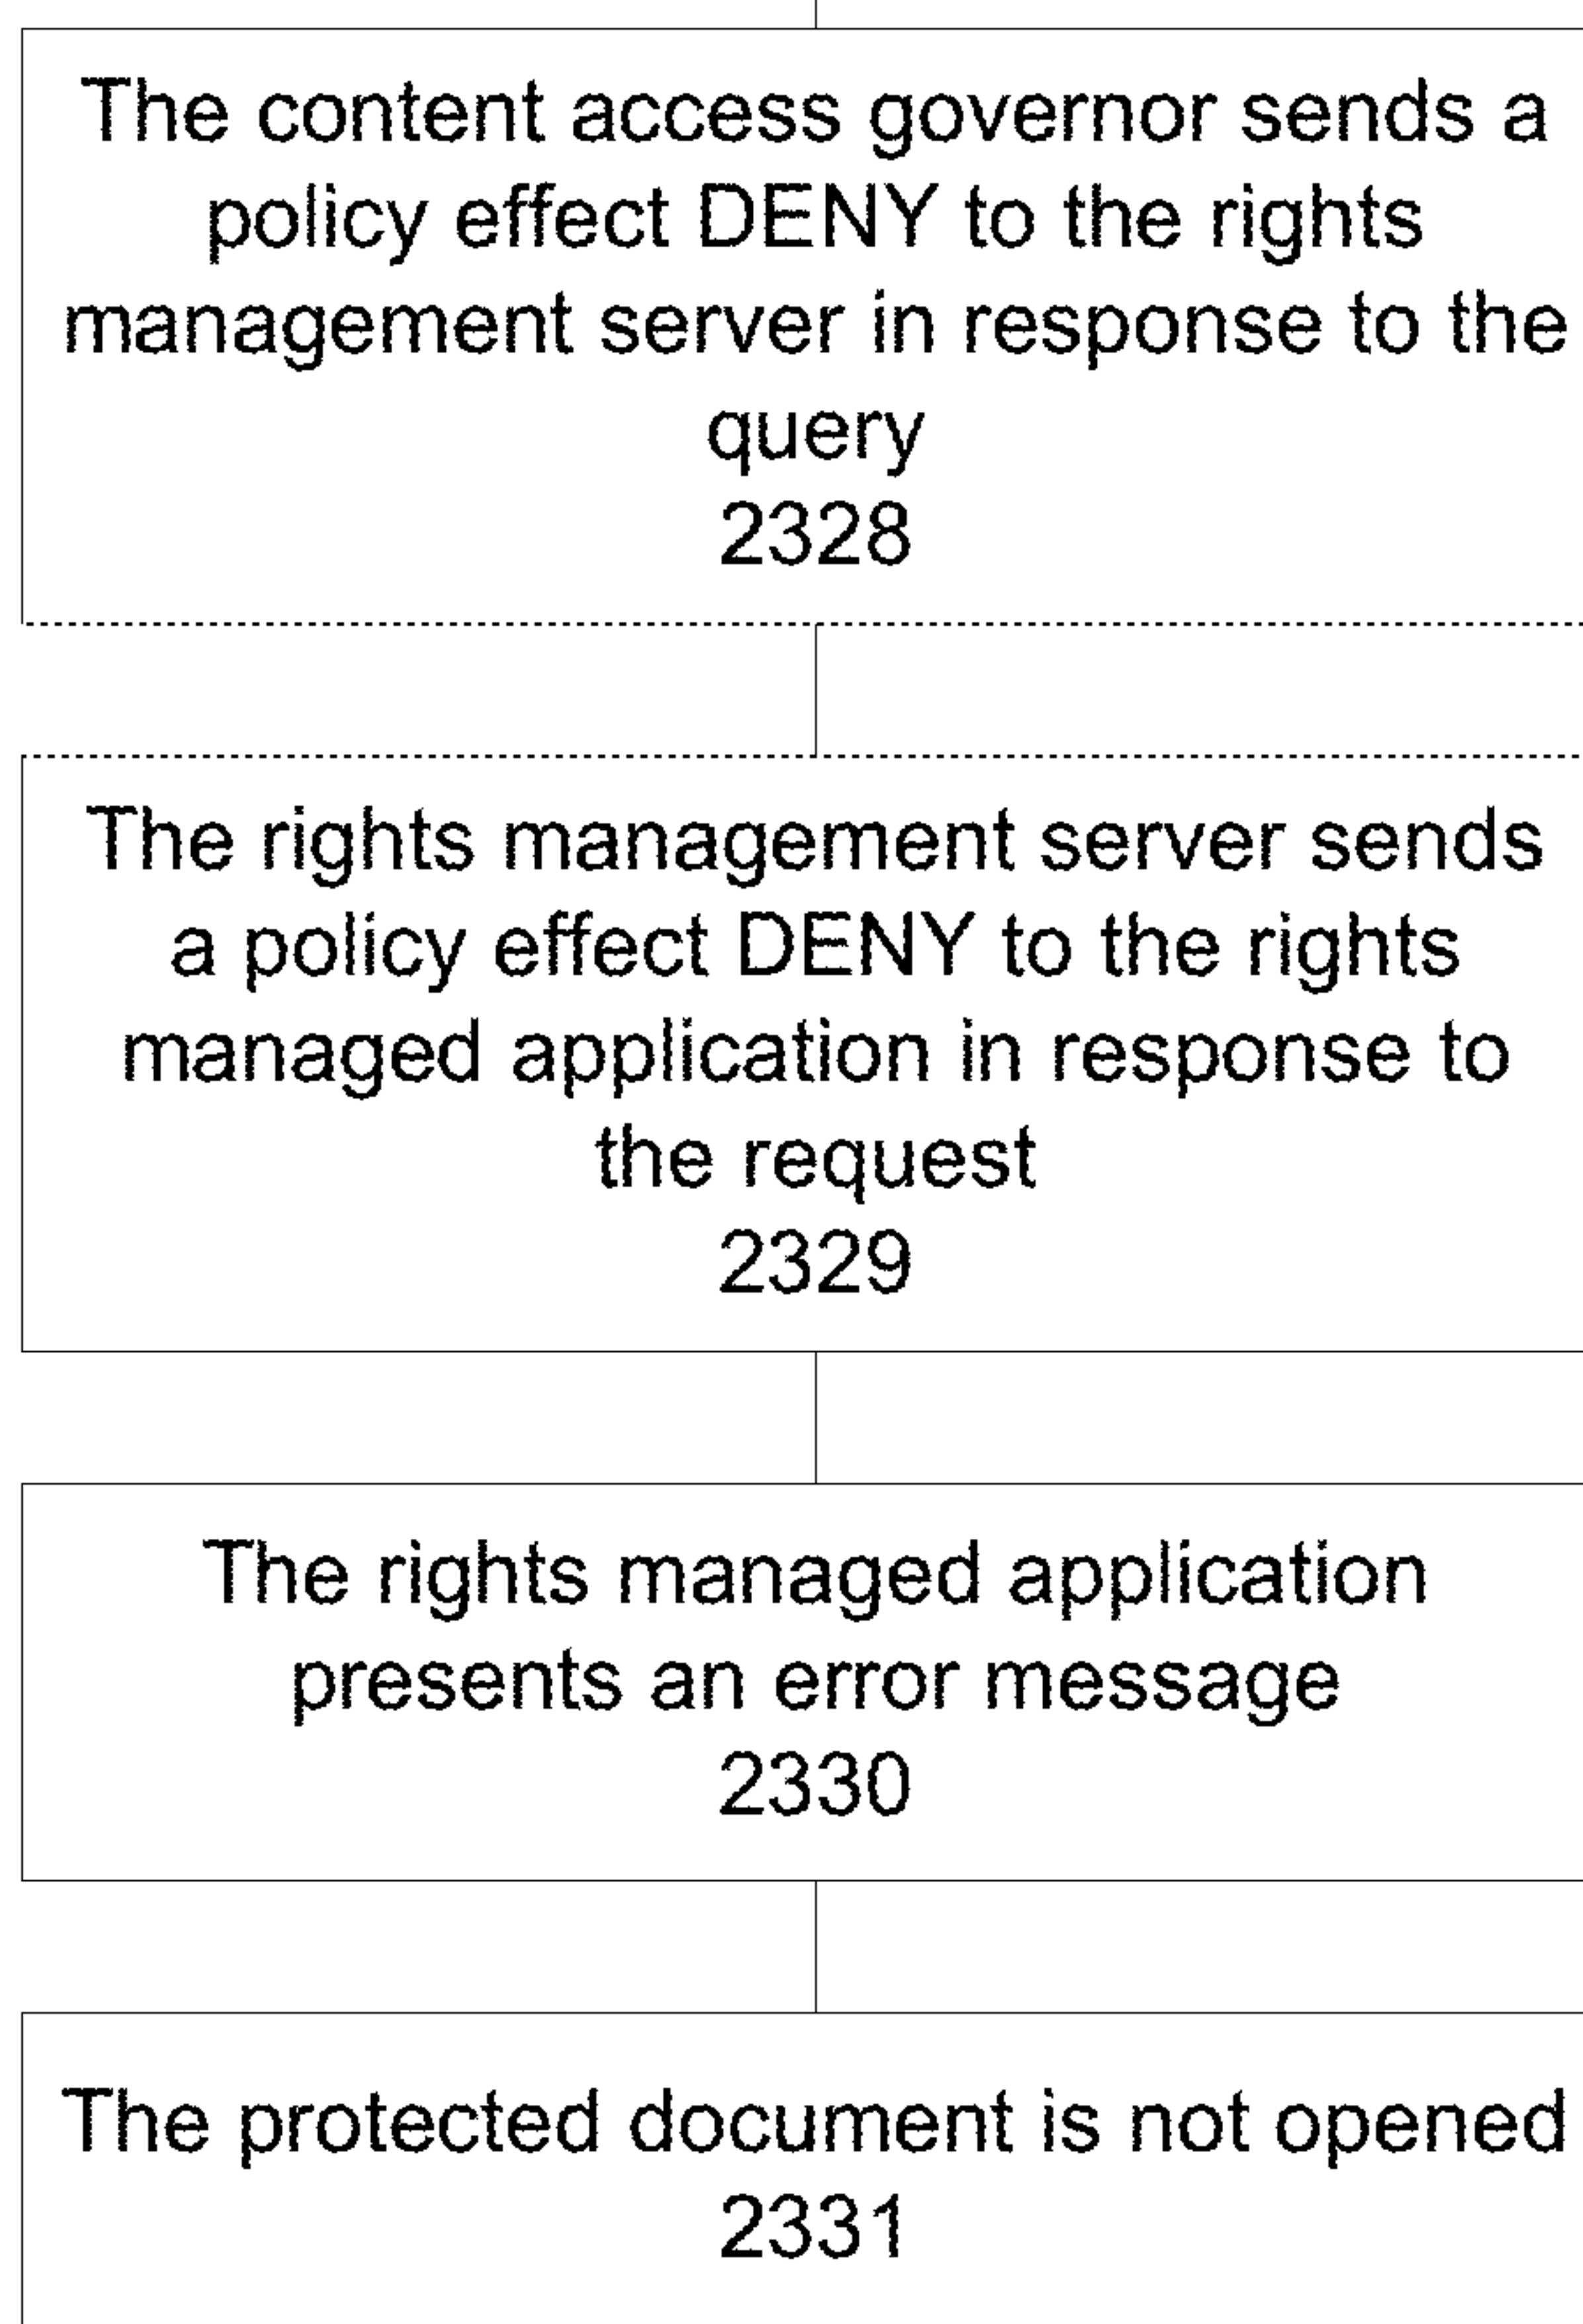 The content access governor sends a
policy effect DENY to the rights
management server in response to the
query
2328
The rights management server sends
a policy effect DENY to the rights
managed application in response to
the request
2329
The rights managed application
presents an error message
2330
The protected document is not opened
2331